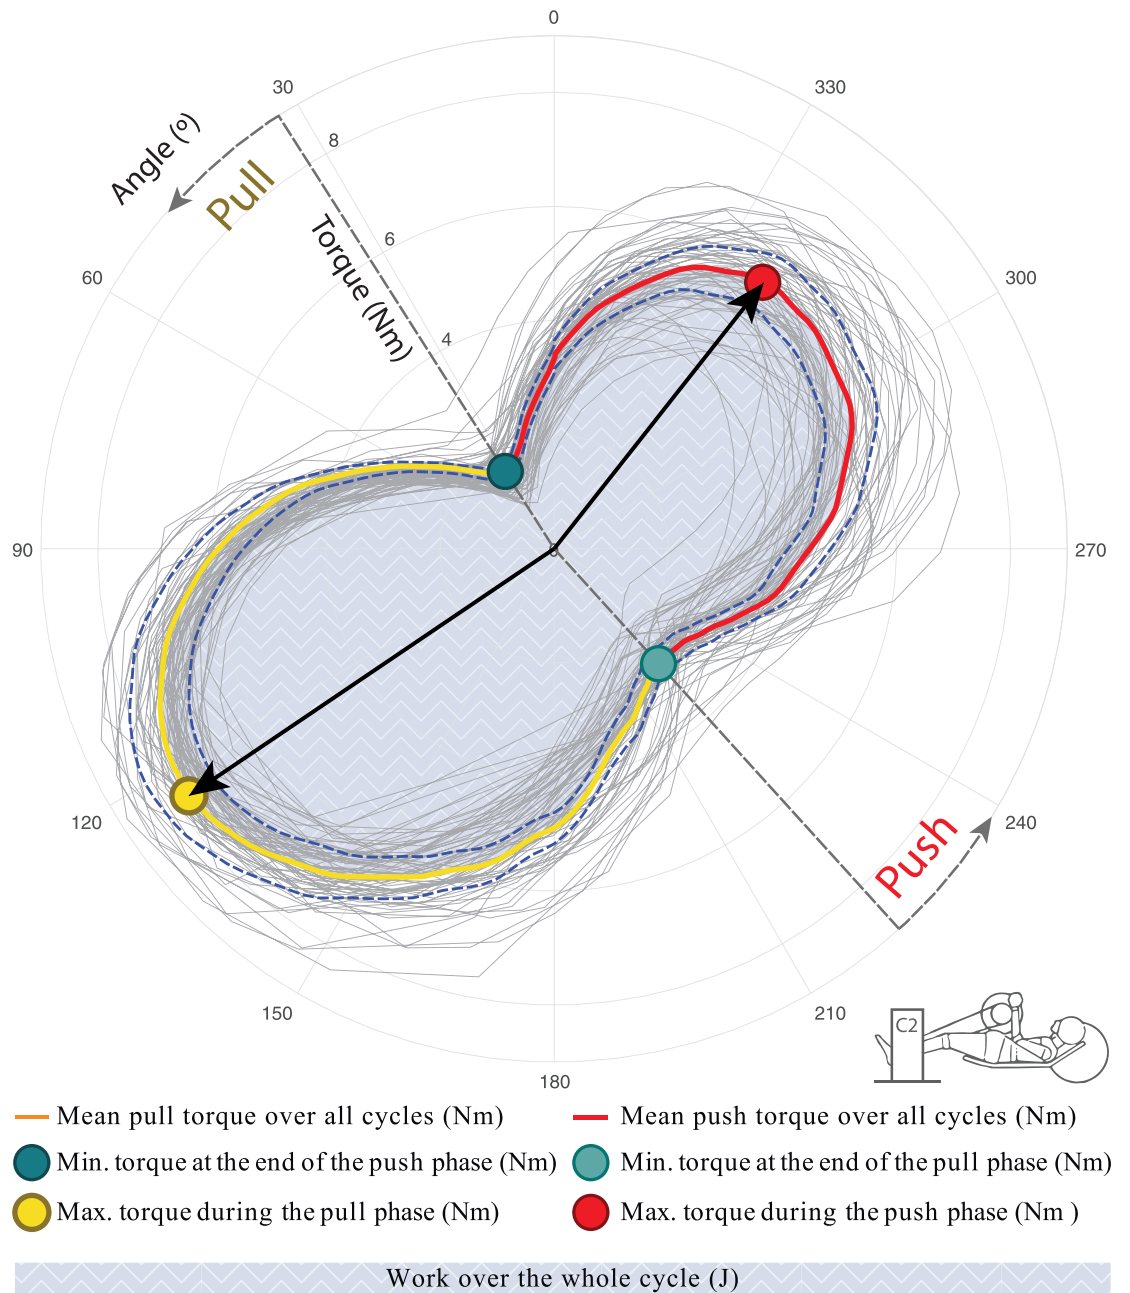 0
30
330
Angle (º)
Pull
8
Torque (Nm)
6
60
300
4
90
0
270
120
240
Push
150
210
C2
180
Mean pull torque over all cycles (Nm)
Mean push torque over all cycles (Nm)
Min. torque at the end of the push phase (Nm)
Min. torque at the end of the pull phase (Nm)
Max. torque during the pull phase (Nm)
Max. torque during the push phase (Nm )
Work over the whole cycle (J)